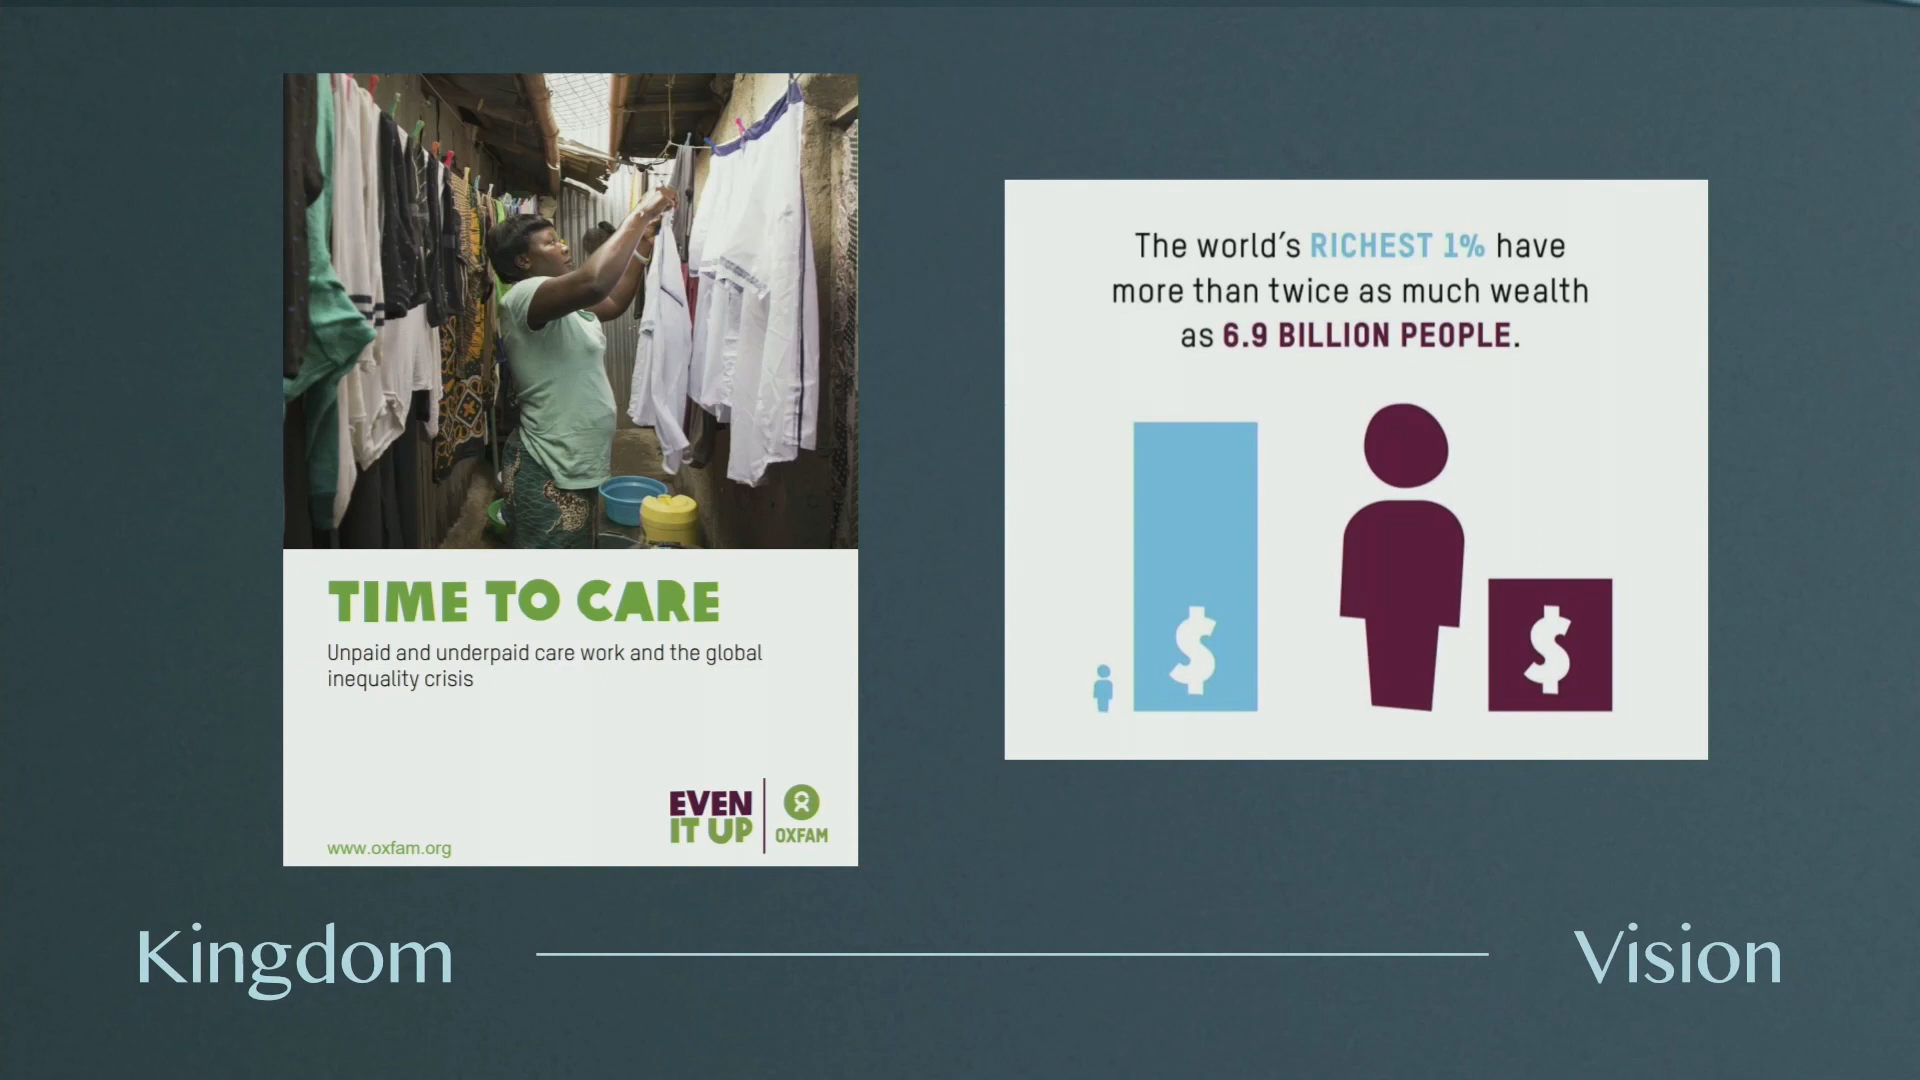 TIME TO CARE
Unpaid and underpaid care work and the global
inequality crisis
EVEN
IT UP
OXFAM
www.oxfam.org
The world's RICHEST 1% have
more than twice as much wealth
as 6.9 BILLION PEOPLE.
$
$
Kingdom
Vision